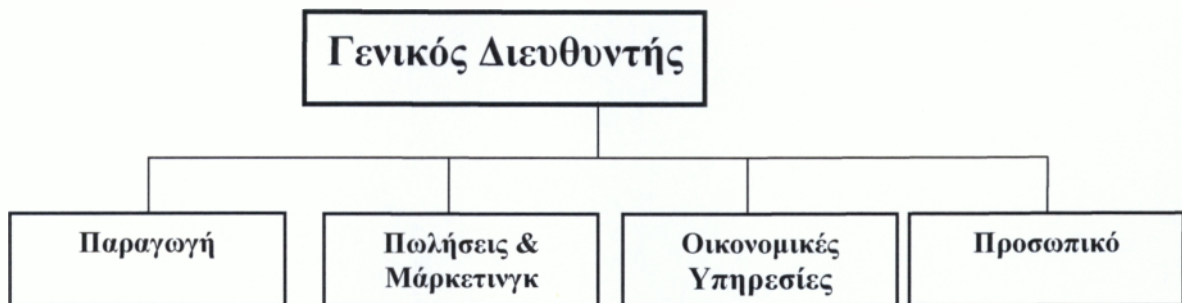 Γενικός Διευθυντής
Παραγωγή
Πωλήσεις &
Μάρκετινγκ
Οικονομικές
Υπηρεσίες
Προσωπικό